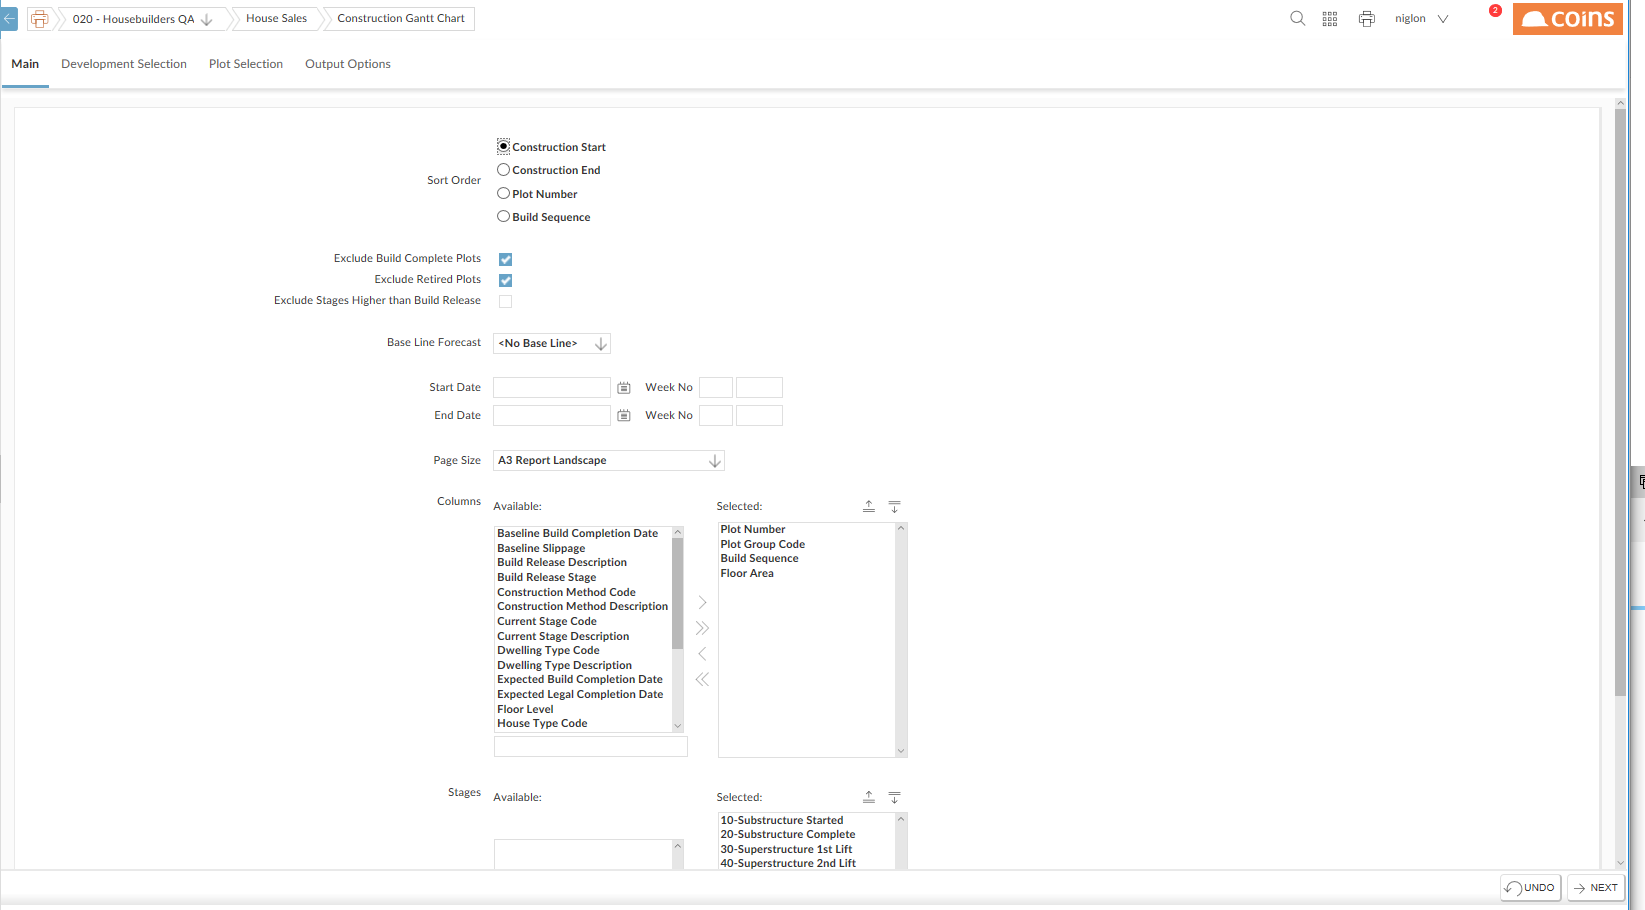 020 - Housebuilders QA
House Sales
Construction Gantt Chart
niglon
2
coins
Main
Development Selection
Plot Selection
Output Options
Sort Order
Construction Start
Construction End
Plot Number
Build Sequence
Exclude Build Complete Plots
Exclude Retired Plots
Exclude Stages Higher than Build Release
Base Line Forecast
<No Base Line>
Start Date
Week No
End Date
Week No
Page Size
A3 Report Landscape
Columns
Available:
Baseline Build Completion Date
Baseline Slippage
Build Release Description
Build Release Stage
Construction Method Code
Construction Method Description
Current Stage Code
Current Stage Description
Dwelling Type Code
Dwelling Type Description
Expected Build Completion Date
Expected Legal Completion Date
Floor Level
House Type Code
Selected:
Plot Number
Plot Group Code
Build Sequence
Floor Area
Stages
Available:
Selected:
10-Substructure Started
20-Substructure Complete
30-Superstructure 1st Lift
40-Superstructure 2nd Lift
UNDO
NEXT